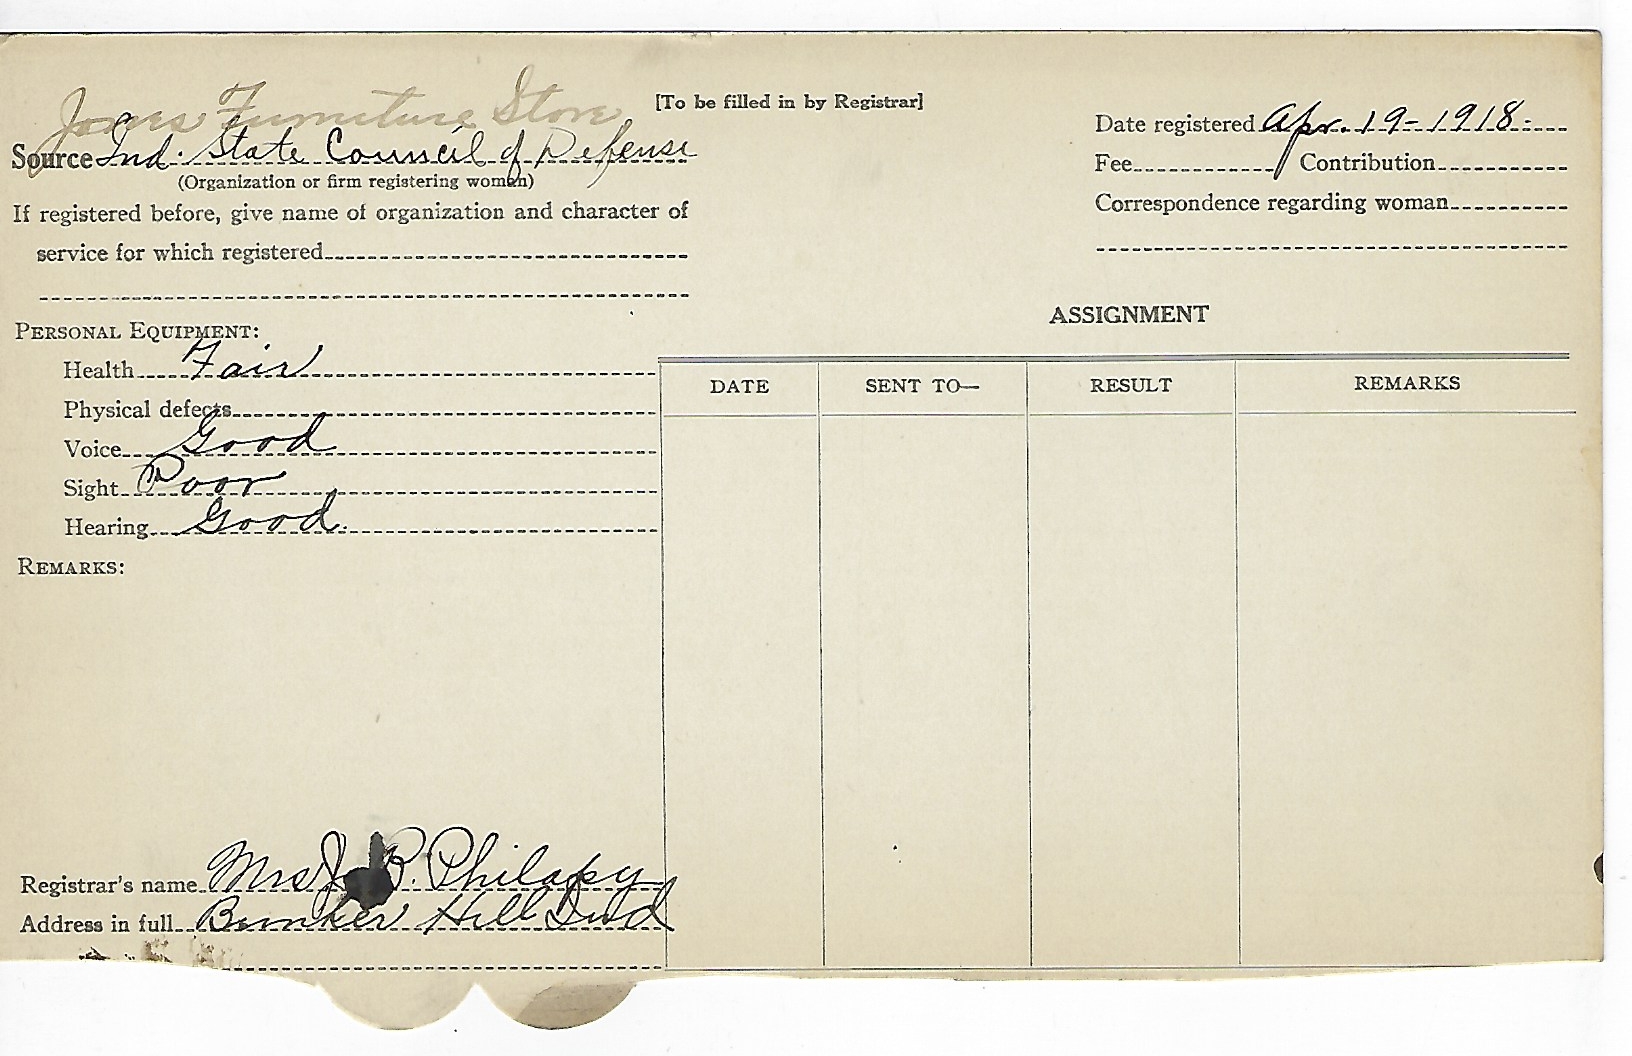 Jones Furniture Store
[To be filled in by Registrar]
Source Ind. State Council of Defense
(Organization or firm registering woman)
If registered before, give name of organization and character of
service for which registered
Date registered Apr. 19-1918.
Fee Contribution
Correspondence regarding woman
PERSONAL EQUIPMENT:
Health Fair
Physical defects
Voice Good
Sight Poor
Hearing Good.
REMARKS:
ASSIGNMENT
DATE SENT TO— RESULT REMARKS
Registrar's name Mrs J. B. Philapy
Address in full Bunker Hill Ind